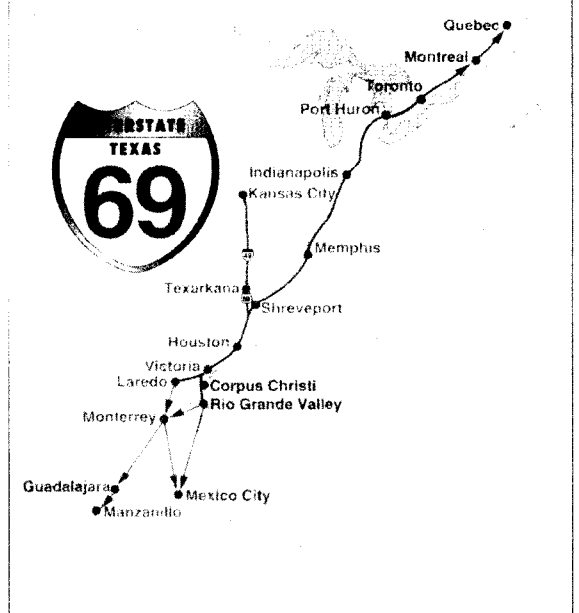 Quebec
Montreal
Toronto
Port Huron
TEXAS
69
Indianapolis
Kansas City
Memphis
Texarkana
Shreveport
Houston
Victoria
Laredo
Corpus Christi
Rio Grande Valley
Monterrey
Guadalajara
Mexico City
Manzanillo